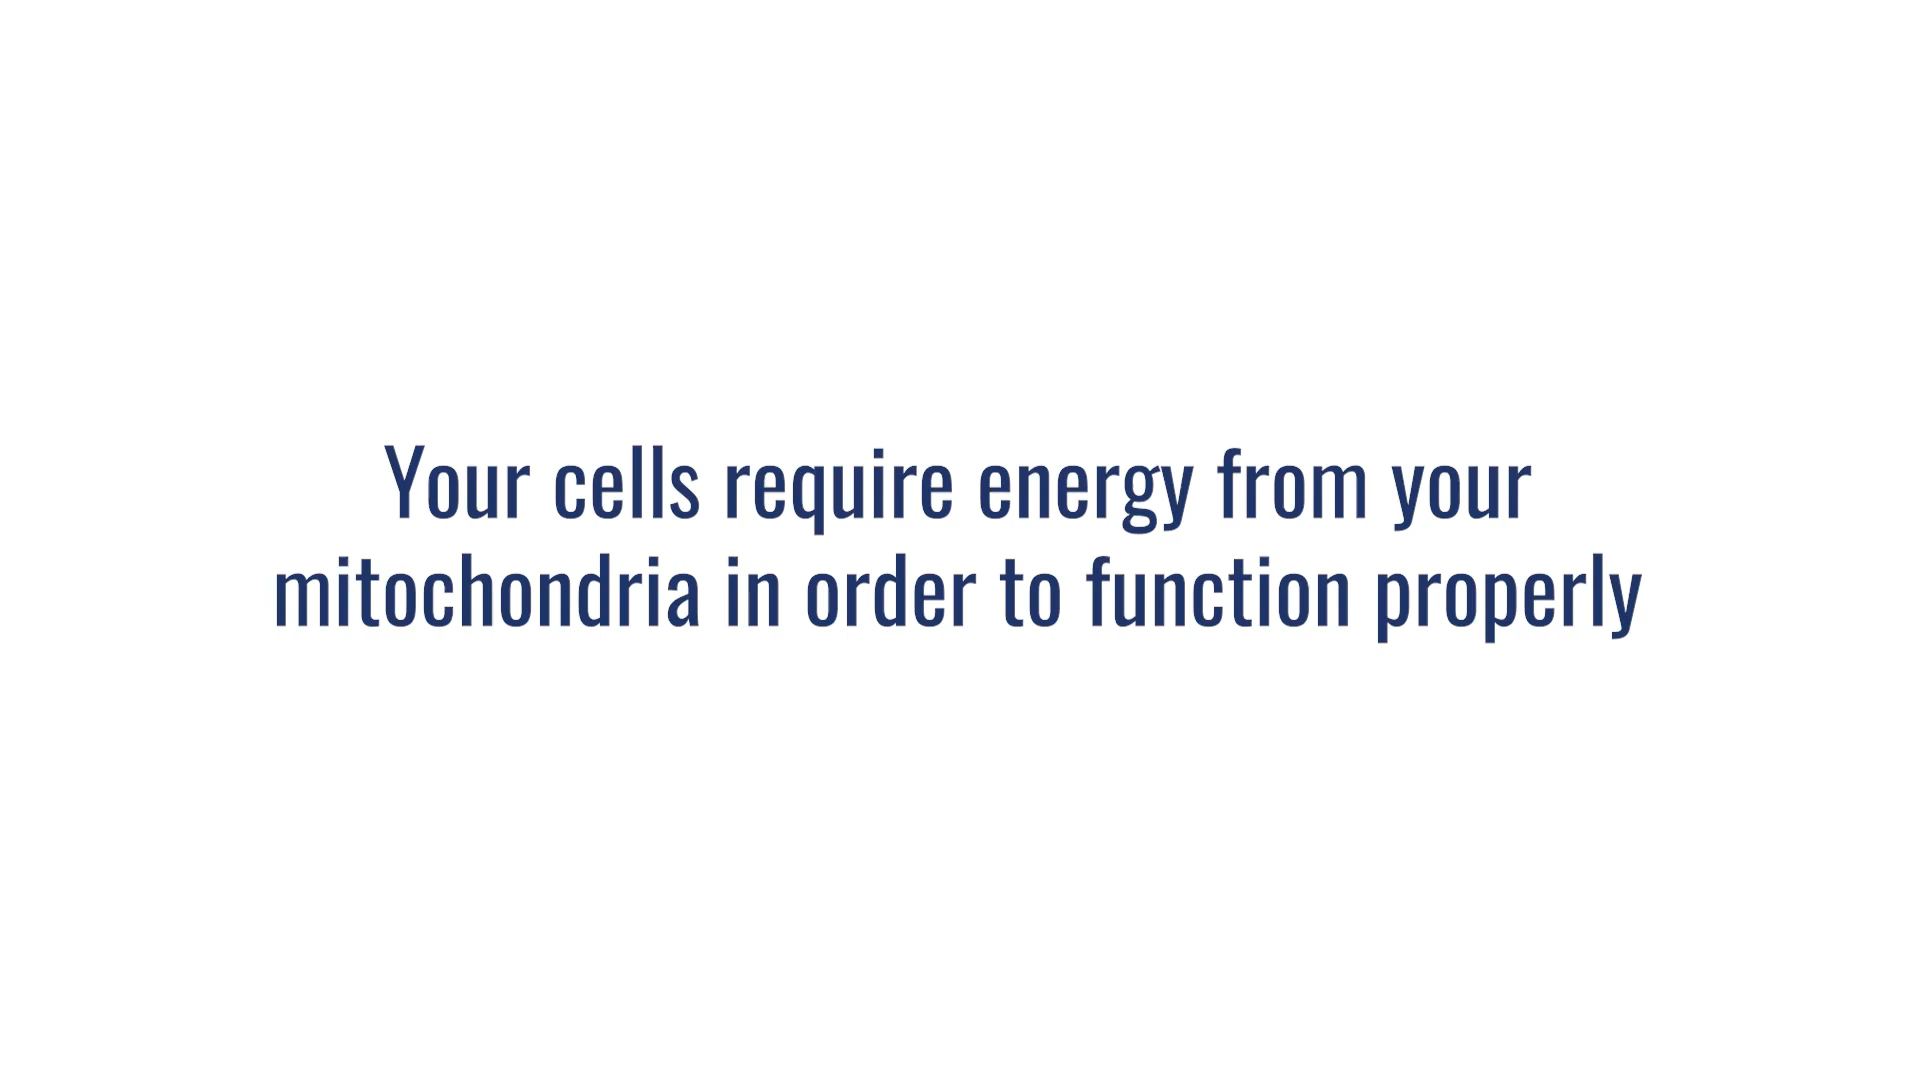 Your cells require energy from your
mitochondria in order to function properly